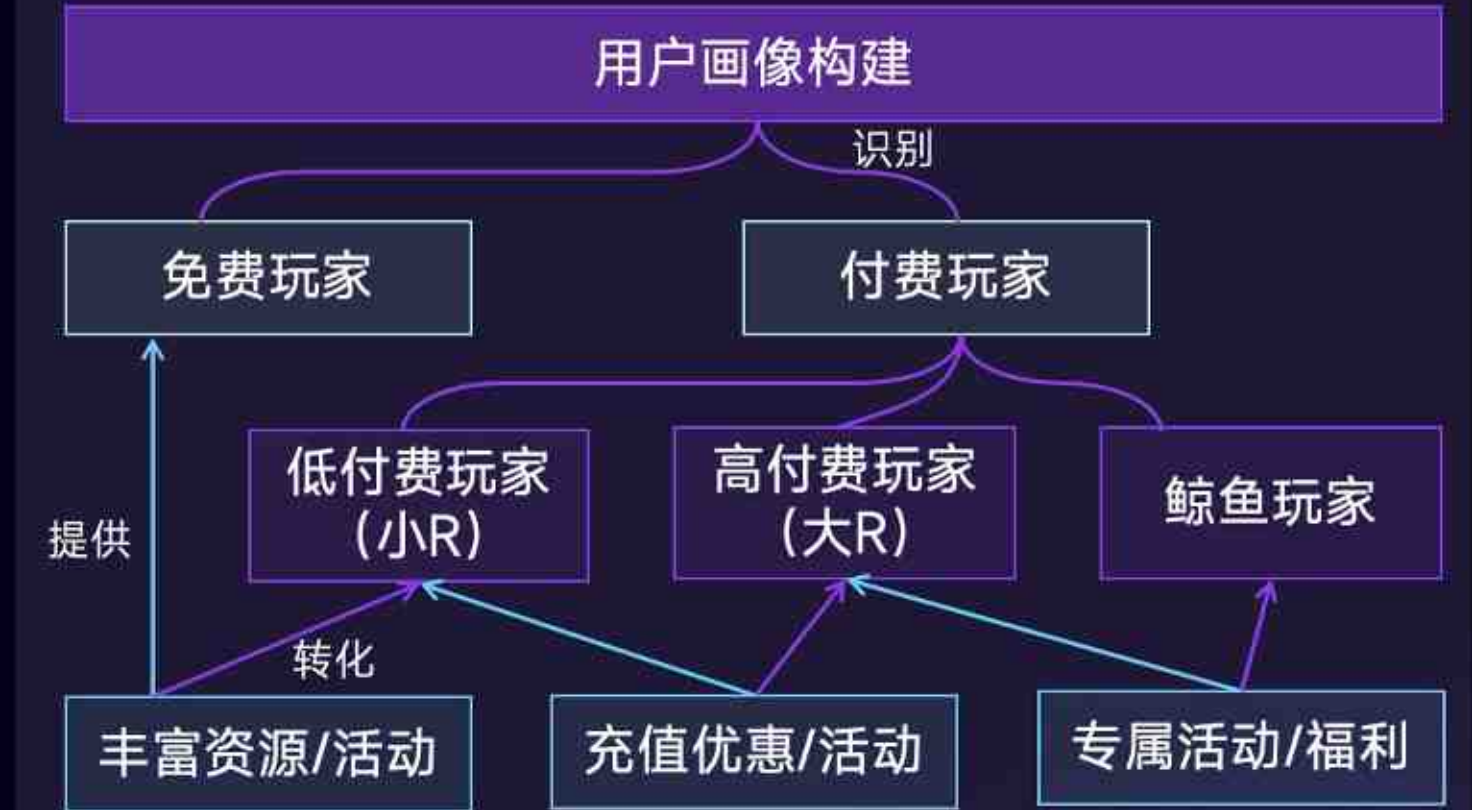 用户画像构建
识别
免费玩家
付费玩家
低付费玩家
(小R)
高付费玩家
(大R)
鲸鱼玩家
提供
转化
丰富资源/活动
充值优惠/活动
专属活动/福利